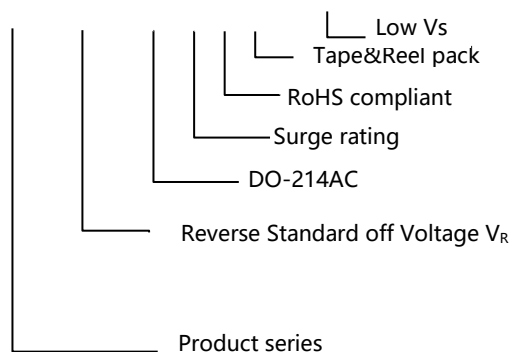 Low Vs
Tape&Reel pack
RoHS compliant
Surge rating
DO-214AC
Reverse Standard off Voltage VR
Product series